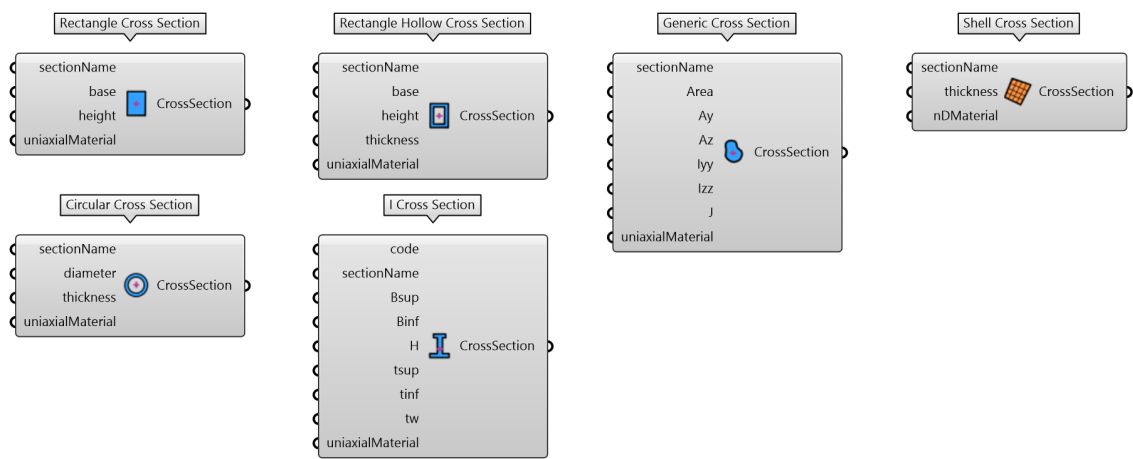 Rectangle Cross Section
sectionName
base
height
uniaxialMaterial
CrossSection
Rectangle Hollow Cross Section
sectionName
base
height
thickness
uniaxialMaterial
CrossSection
Generic Cross Section
sectionName
Area
Ay
Az
Iyy
Izz
J
uniaxialMaterial
CrossSection
Shell Cross Section
sectionName
thickness
nDMaterial
CrossSection
Circular Cross Section
sectionName
diameter
thickness
uniaxialMaterial
CrossSection
I Cross Section
code
sectionName
Bsup
Binf
H
tsup
tinf
tw
uniaxialMaterial
CrossSection